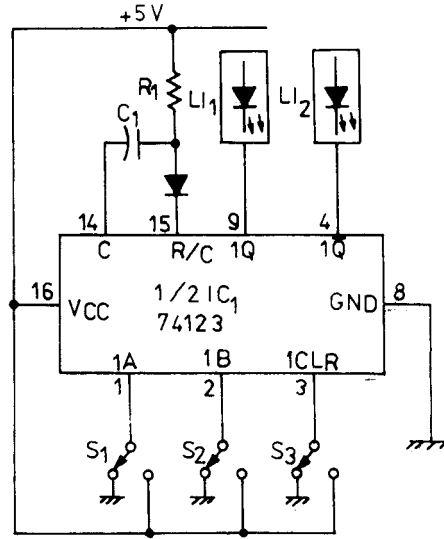 +5V
R1
LI1
LI2
C1
14
15
9
4
C
R/C
1Q
1Q
16
VCC
1/2 IC1
74123
GND
8
1A
1B
1CLR
1
2
3
S1
S2
S3